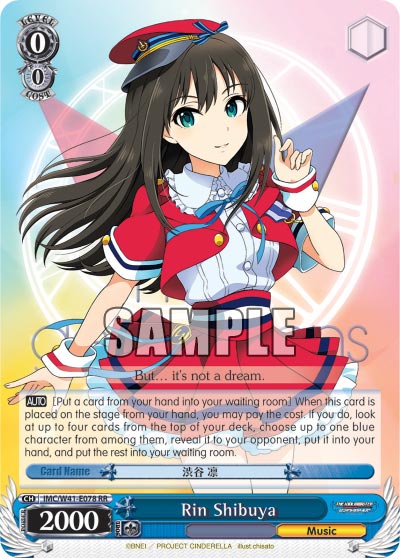 LEVEL
0
0
COST
SAMPLE
But... it's not a dream.
AUTO [Put a card from your hand into your waiting room] When this card is
placed on the stage from your hand, you may pay the cost. If you do, look
at up to four cards from the top of your deck, choose up to one blue
character from among them, reveal it to your opponent, put it into your
hand, and put the rest into your waiting room.
Card Name 渋谷 凛
CH IMC/W41-E078 RR
2000
Rin Shibuya
Music
©BNEI / PROJECT CINDERELLA illust.chisato